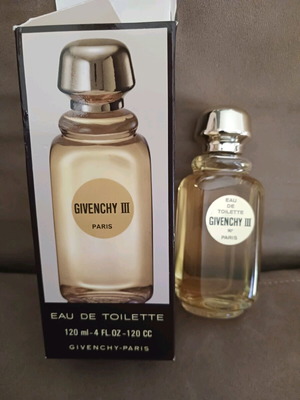 GIVENCHY III
PARIS
EAU DE TOILETTE
120 ml-4 FL.OZ-120 CC
GIVENCHY-PARIS
EAU
DE
TOILETTE
GIVENCHY III
PARIS